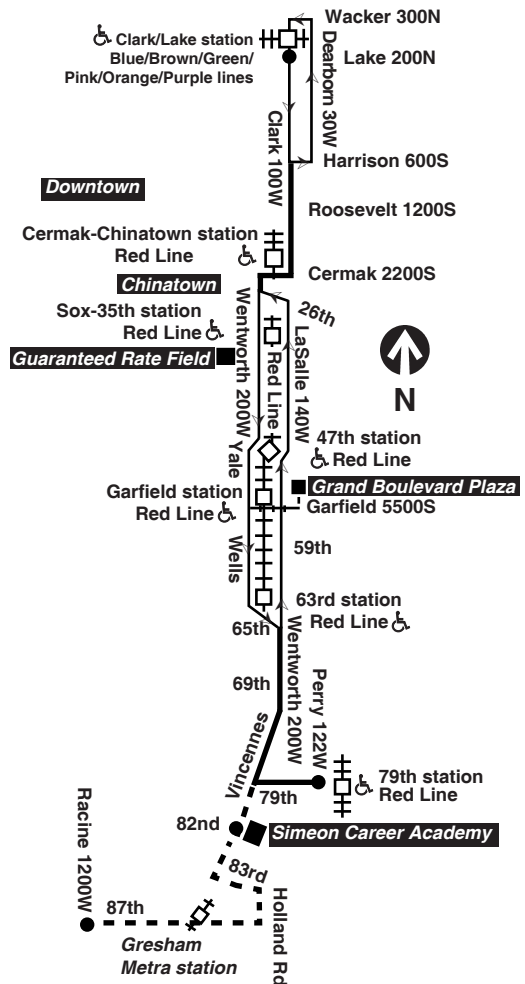 Wacker 300N
Clark/Lake station
Blue/Brown/Green/
Pink/Orange/Purple lines
Dearborn 30W
Lake 200N
Clark 100W
Harrison 600S
Downtown
Roosevelt 1200S
Cermak-Chinatown station
Red Line
Cermak 2200S
Chinatown
26th
Sox-35th station
Red Line
Wentworth 200W
Red Line
LaSalle 140W
Guaranteed Rate Field
N
47th station
Red Line
Yale
Garfield station
Red Line
Grand Boulevard Plaza
Garfield 5500S
Wells
59th
63rd station
Red Line
65th
Wentworth 200W
69th
Perry 122W
Vincennes
79th
79th station
Red Line
82nd
Simeon Career Academy
Racine 1200W
83rd
87th
Holland Rd
Gresham
Metra station